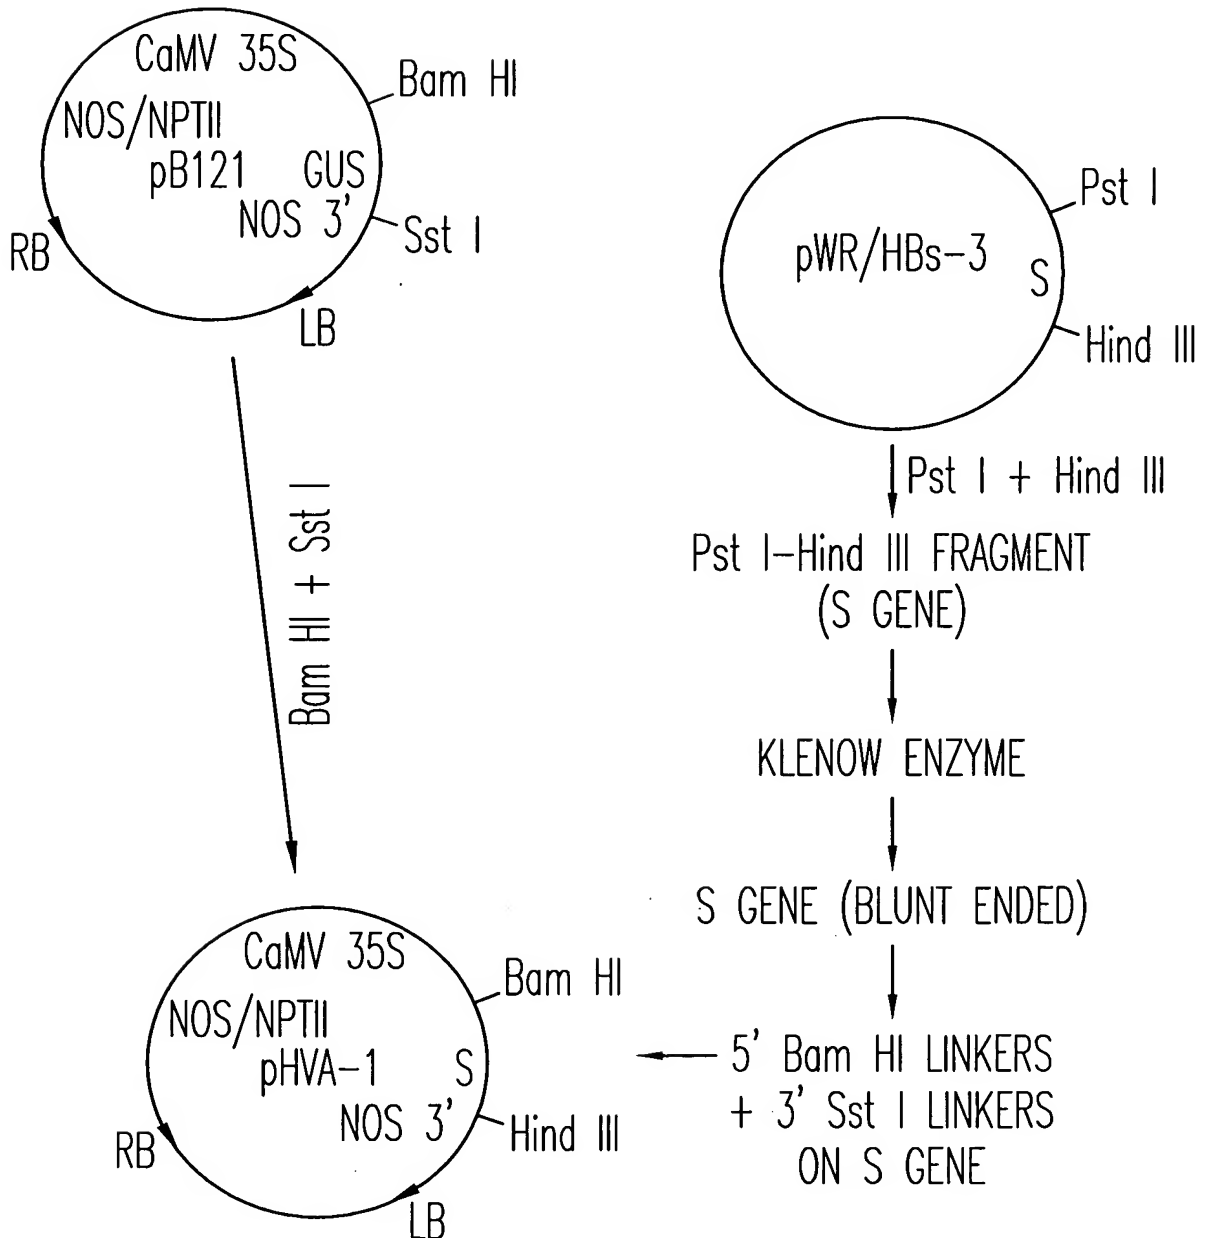 CaMV 35S
Bam HI
NOS/NPTII
pB121
GUS
NOS 3'
Sst I
RB
LB
Pst I
pWR/HBs-3
S
Hind III
Bam HI + Sst I
Pst I + Hind III
Pst I-Hind III FRAGMENT
(S GENE)
KLENOW ENZYME
S GENE (BLUNT ENDED)
5' Bam HI LINKERS
+ 3' Sst I LINKERS
ON S GENE
CaMV 35S
Bam HI
NOS/NPTII
pHVA-1
S
NOS 3'
Hind III
RB
LB